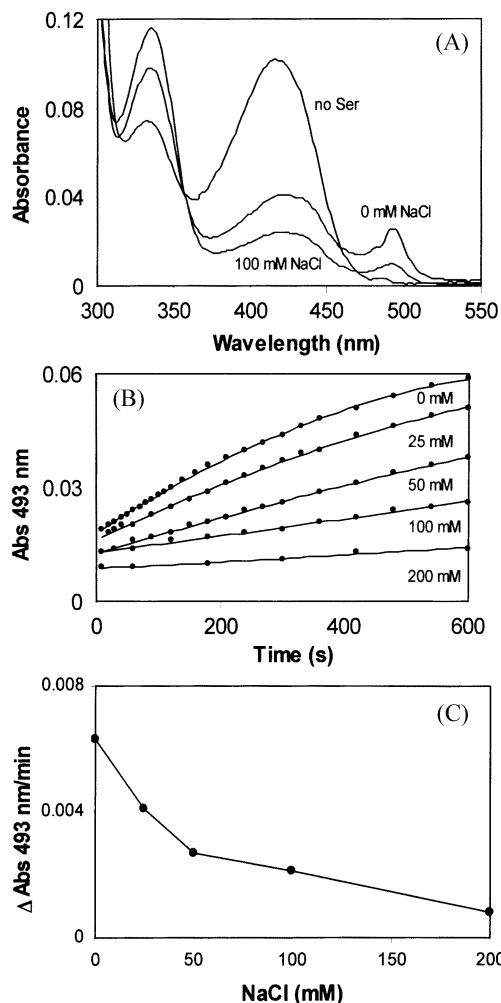 (A)
0.12
0.08
0.04
0
Absorbance
no Ser
0 mM NaCl
100 mM NaCl
300 350 400 450 500 550
Wavelength (nm)
(B)
0.06
0.03
0
Abs 493 nm
0 mM
25 mM
50 mM
100 mM
200 mM
0 200 400 600
Time (s)
(C)
0.008
0.004
0
Δ Abs 493 nm/min
0 50 100 150 200
NaCl (mM)